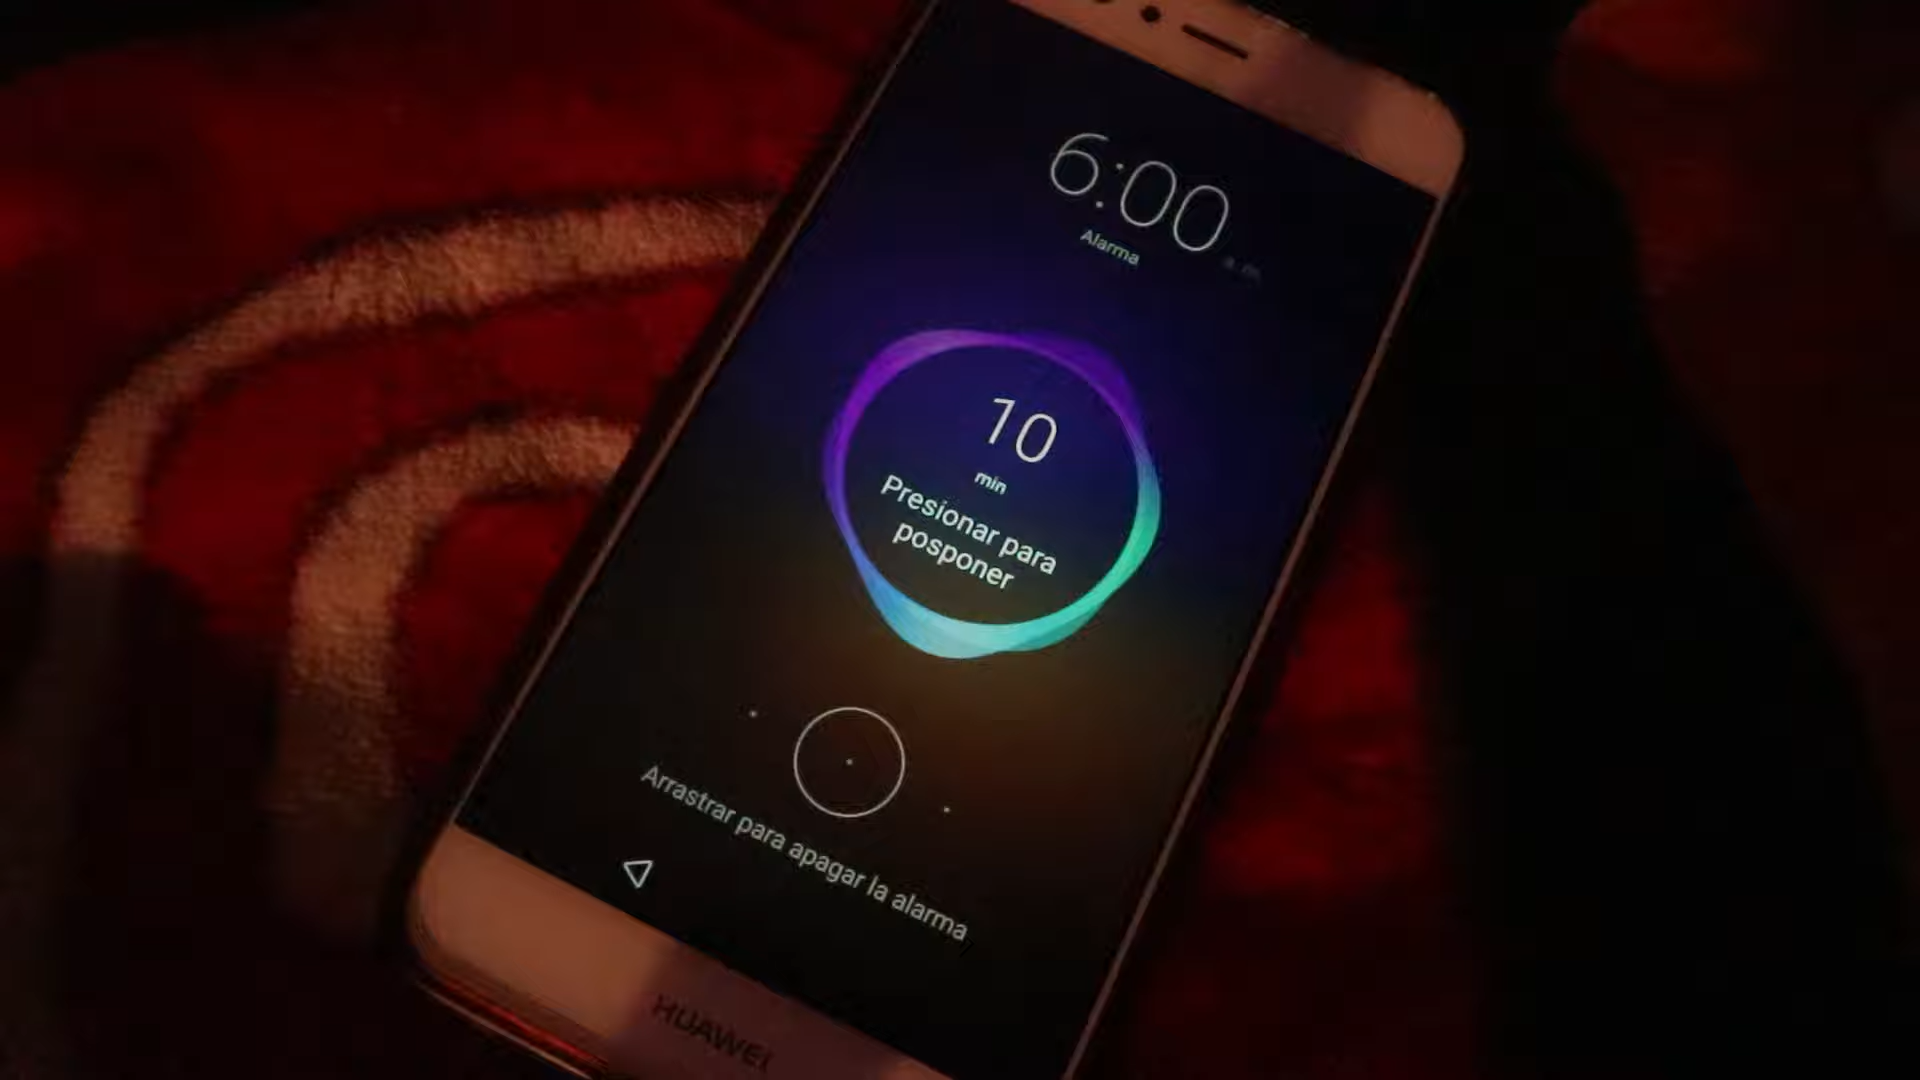 6:00 a.m.
Alarma
10
min
Presionar para
posponer
Arrastrar para apagar la alarma
HUAWEI